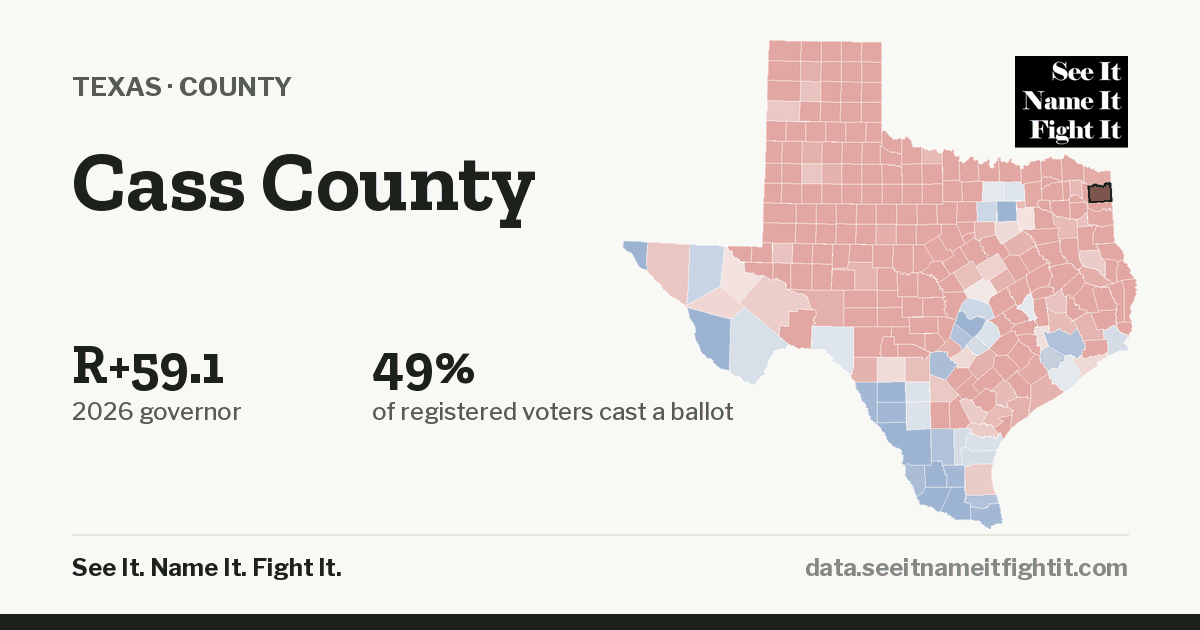 TEXAS · COUNTY
See It
Name It
Fight It
Cass County
R+59.1
2026 governor
49%
of registered voters cast a ballot
See It. Name It. Fight It.
data.seeitnameitfightit.com